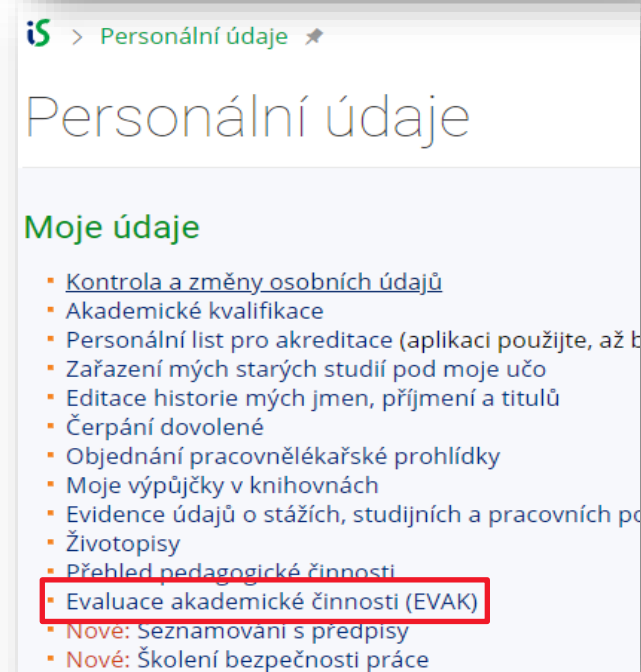 iS > Personální údaje
Personální údaje
Moje údaje
Kontrola a změny osobních údajů
Akademické kvalifikace
Personální list pro akreditace (aplikaci použijte, až
Zařazení mých starých studií pod moje učo
Editace historie mých jmen, příjmení a titulů
Čerpání dovolené
Objednání pracovnělékařské prohlídky
Moje výpůjčky v knihovnách
Evidence údajů o stážích, studijních a pracovních
Životopisy
Přehled pedagogické činnosti
Evaluace akademické činnosti (EVAK)
Nové: Seznamování s předpisy
Nové: Školení bezpečnosti práce